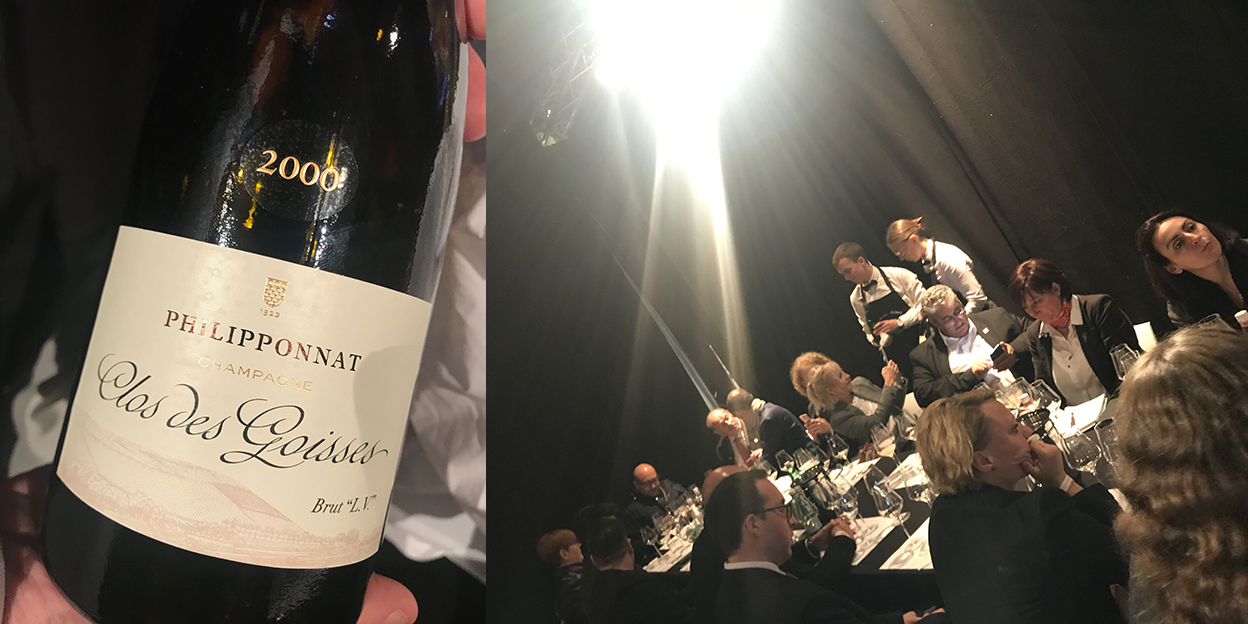 2000
1522
PHILIPPONNAT
CHAMPAGNE
Clos des Goisses
Brut "L.V."